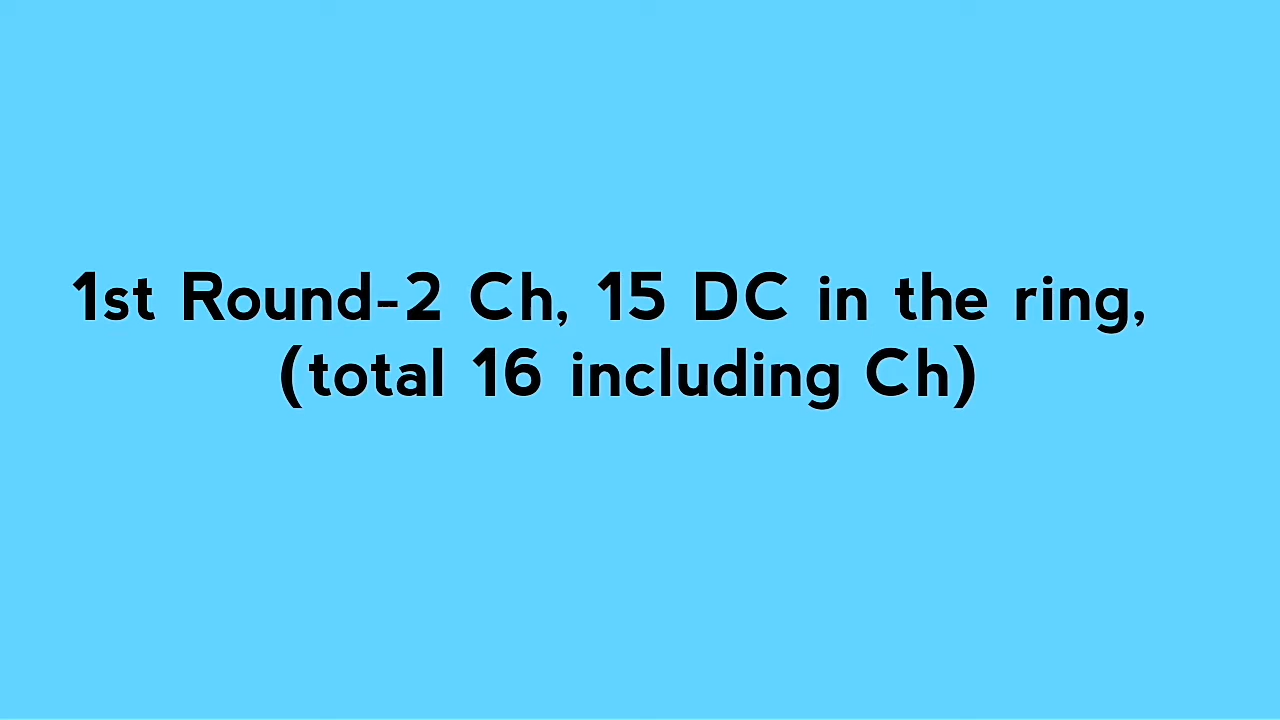 1st Round-2 Ch, 15 DC in the ring,
(total 16 including Ch)